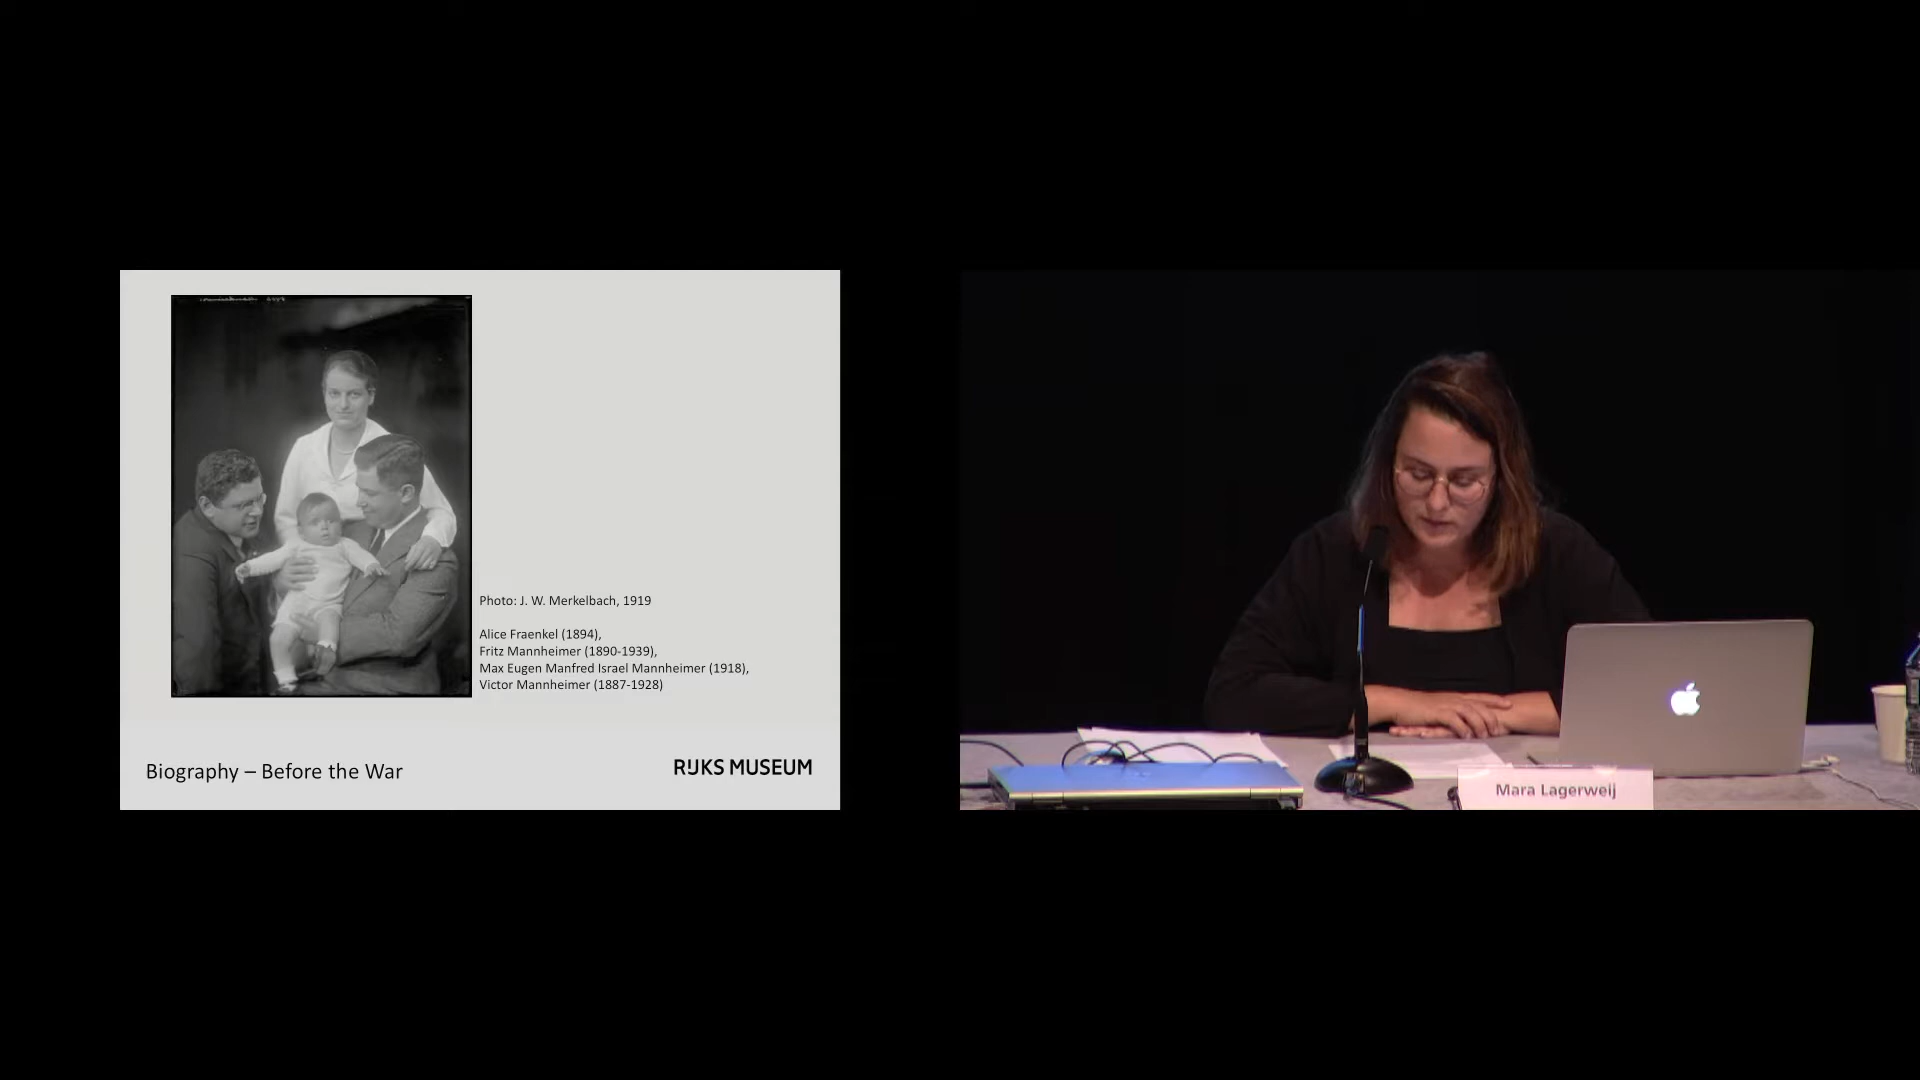 Photo: J. W. Merkelbach, 1919
Alice Fraenkel (1894),
Fritz Mannheimer (1890-1939),
Max Eugen Manfred Israel Mannheimer (1918),
Victor Mannheimer (1887-1928)
Biography – Before the War
RIJKS MUSEUM
Mara Lagerweij